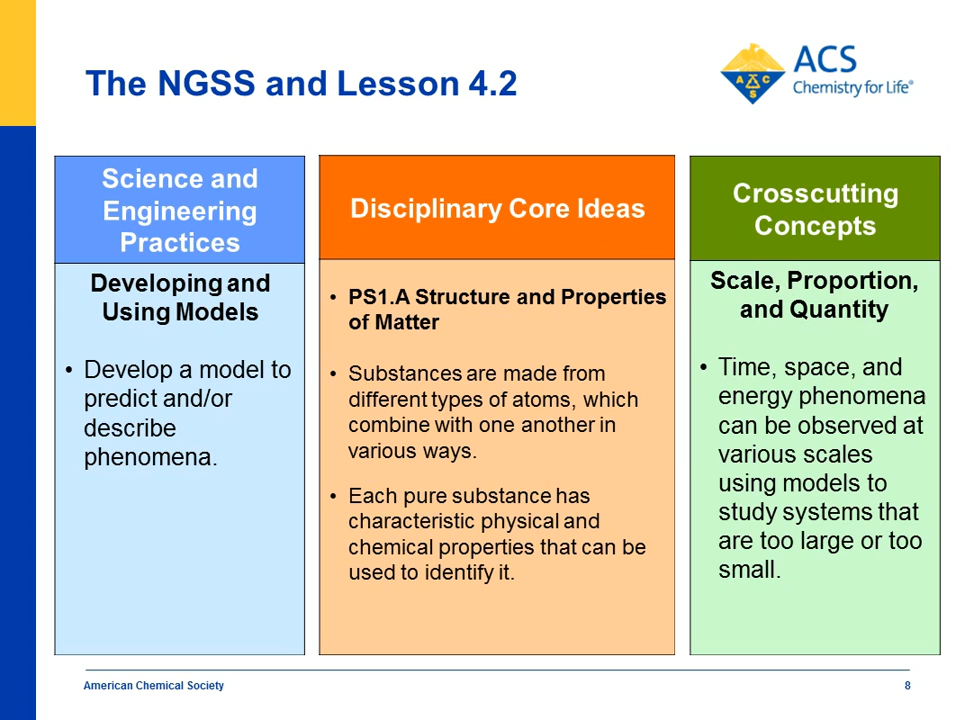 The NGSS and Lesson 4.2
A C S
ACS
Chemistry for Life®
Science and
Engineering
Practices
Developing and
Using Models
• Develop a model to
predict and/or
describe
phenomena.
Disciplinary Core Ideas
• PS1.A Structure and Properties
of Matter
• Substances are made from
different types of atoms, which
combine with one another in
various ways.
• Each pure substance has
characteristic physical and
chemical properties that can be
used to identify it.
Crosscutting
Concepts
Scale, Proportion,
and Quantity
• Time, space, and
energy phenomena
can be observed at
various scales
using models to
study systems that
are too large or too
small.
American Chemical Society
8